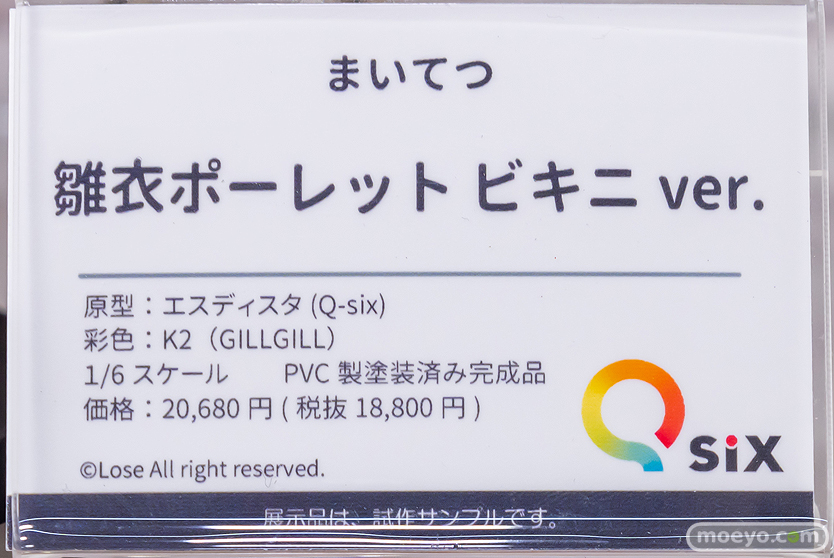 まいてつ
雛衣ポーレット ビキニ ver.
原型：エスディスタ (Q-six)
彩色：K2（GILLGILL）
1/6 スケール　　PVC 製塗装済み完成品
価格：20,680 円 ( 税抜 18,800 円 )
six
©Lose All right reserved.
展示品は、試作サンプルです。
moeyo.com